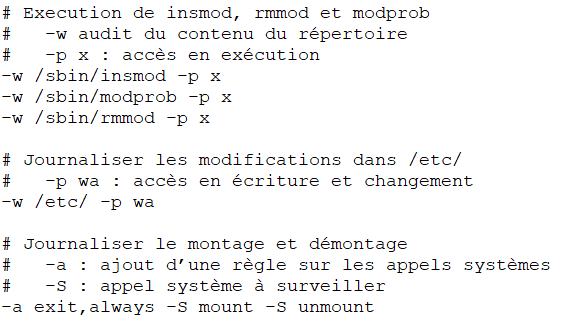 # Execution de insmod, rmmod et modprob
#   -w audit du contenu du répertoire
#   -p x : accès en exécution
-w /sbin/insmod -p x
-w /sbin/modprob -p x
-w /sbin/rmmod -p x

# Journaliser les modifications dans /etc/
#   -p wa : accès en écriture et changement
-w /etc/ -p wa

# Journaliser le montage et démontage
#   -a : ajout d’une règle sur les appels systèmes
#   -S : appel système à surveiller
-a exit,always -S mount -S unmount